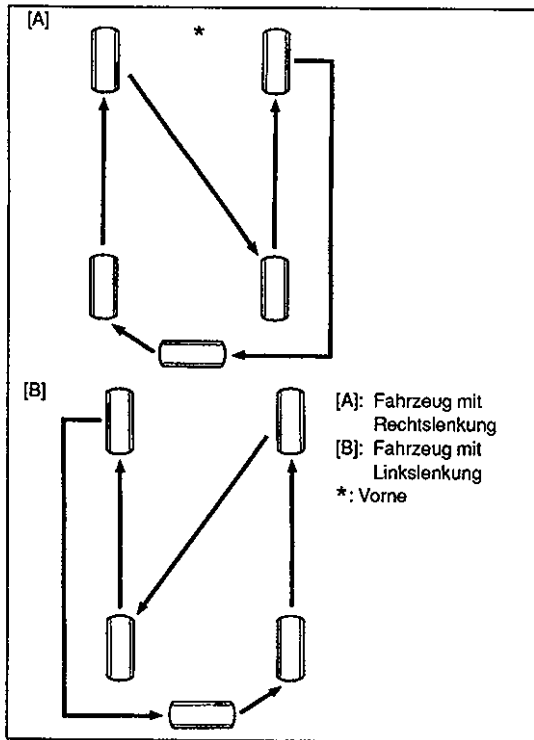 [A]
*
[B]
[A]: Fahrzeug mit
Rechtslenkung
[B]: Fahrzeug mit
Linkslenkung
*: Vorne